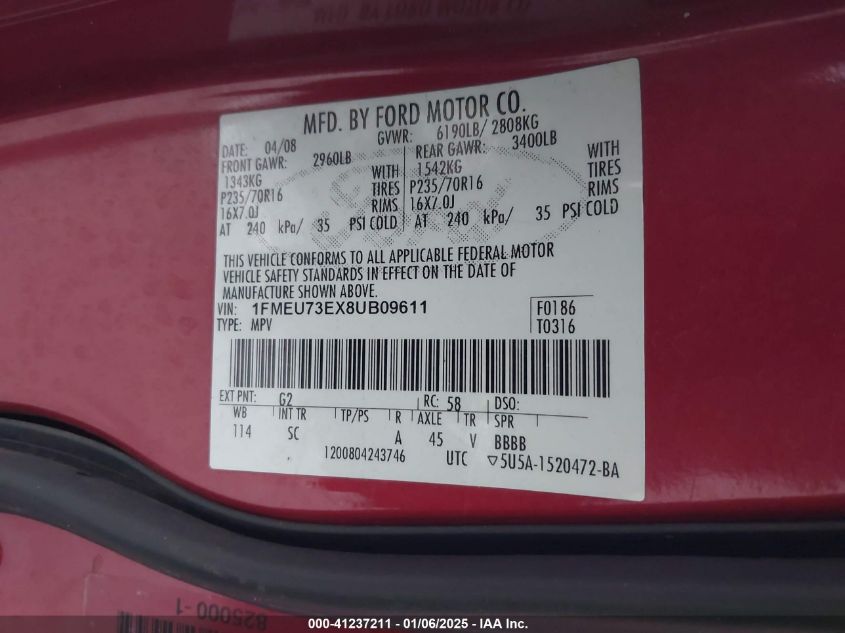 MFD. BY FORD MOTOR CO.
DATE: 04/08 GVWR: 6190LB/ 2808KG
FRONT GAWR: 2960LB REAR GAWR: 3400LB
1343KG WITH 1542KG WITH
P235/70R16 TIRES P235/70R16 TIRES
16X7.0J RIMS 16X7.0J RIMS
AT 240 kPa/ 35 PSI COLD AT 240 kPa/ 35 PSI COLD
THIS VEHICLE CONFORMS TO ALL APPLICABLE FEDERAL MOTOR
VEHICLE SAFETY STANDARDS IN EFFECT ON THE DATE OF
MANUFACTURE SHOWN ABOVE.
VIN: 1FMEU73EX8UB09611 F0186
TYPE: MPV T0316
EXT PNT: G2 RC: 58 DSO:
WB INT TR TP/PS R AXLE TR SPR
114 SC A 45 V BBBB
1200804243746 UTC ▽5U5A-1520472-BA
825000-1
000-41237211 - 01/06/2025 - IAA Inc.